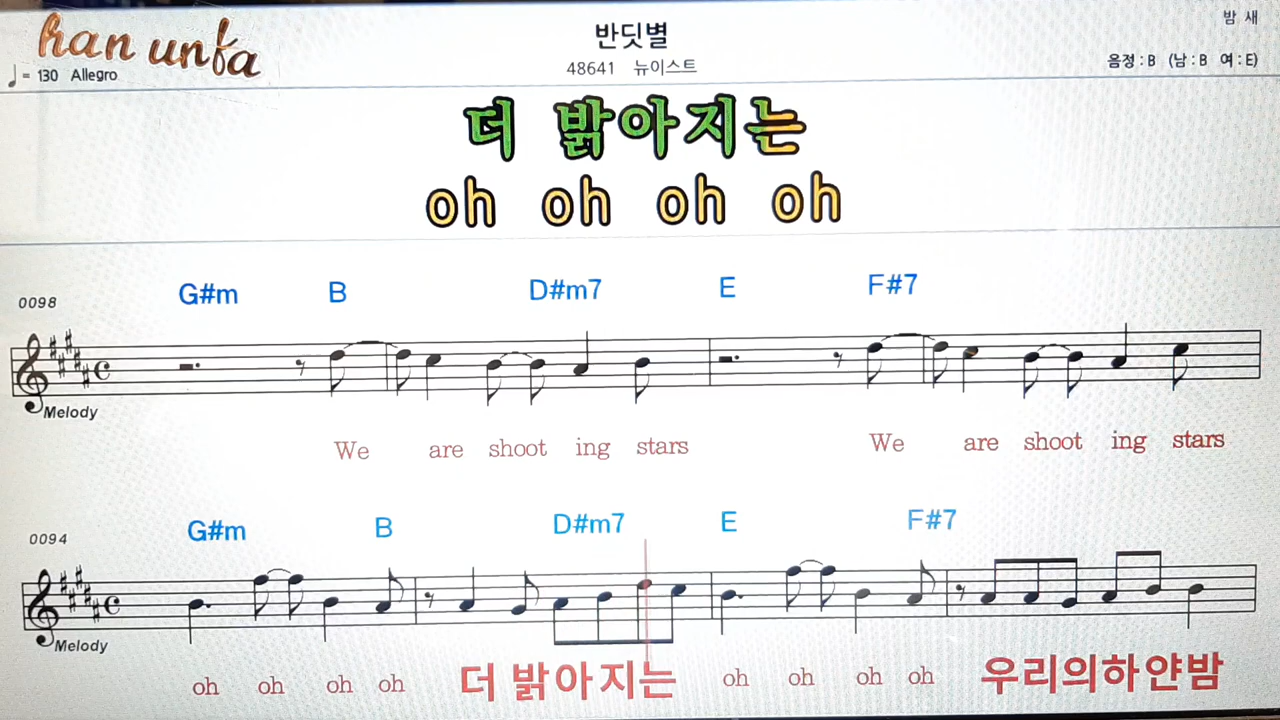 han unfa
반딧별
밤 새
♩= 130 Allegro
48641 뉴이스트
음정 : B (남 : B 여 : E)
더 밝아지는
oh oh oh oh
0098
G#m B D#m7 E F#7
Melody
We are shoot ing stars We are shoot ing stars
0094
G#m B D#m7 E F#7
Melody
oh oh oh oh 더 밝아지는 oh oh oh oh 우리의하얀밤